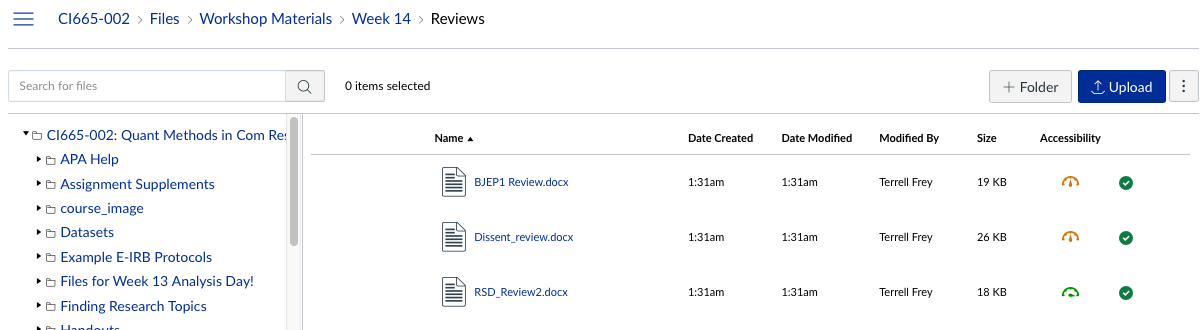 CI665-002 > Files > Workshop Materials > Week 14 > Reviews
Search for files
0 items selected
+ Folder
Upload
CI665-002: Quant Methods in Com Res
APA Help
Assignment Supplements
course_image
Datasets
Example E-IRB Protocols
Files for Week 13 Analysis Day!
Finding Research Topics
Handouts
Name Date Created Date Modified Modified By Size Accessibility
BJEP1 Review.docx 1:31am 1:31am Terrell Frey 19 KB
Dissent_review.docx 1:31am 1:31am Terrell Frey 26 KB
RSD_Review2.docx 1:31am 1:31am Terrell Frey 18 KB